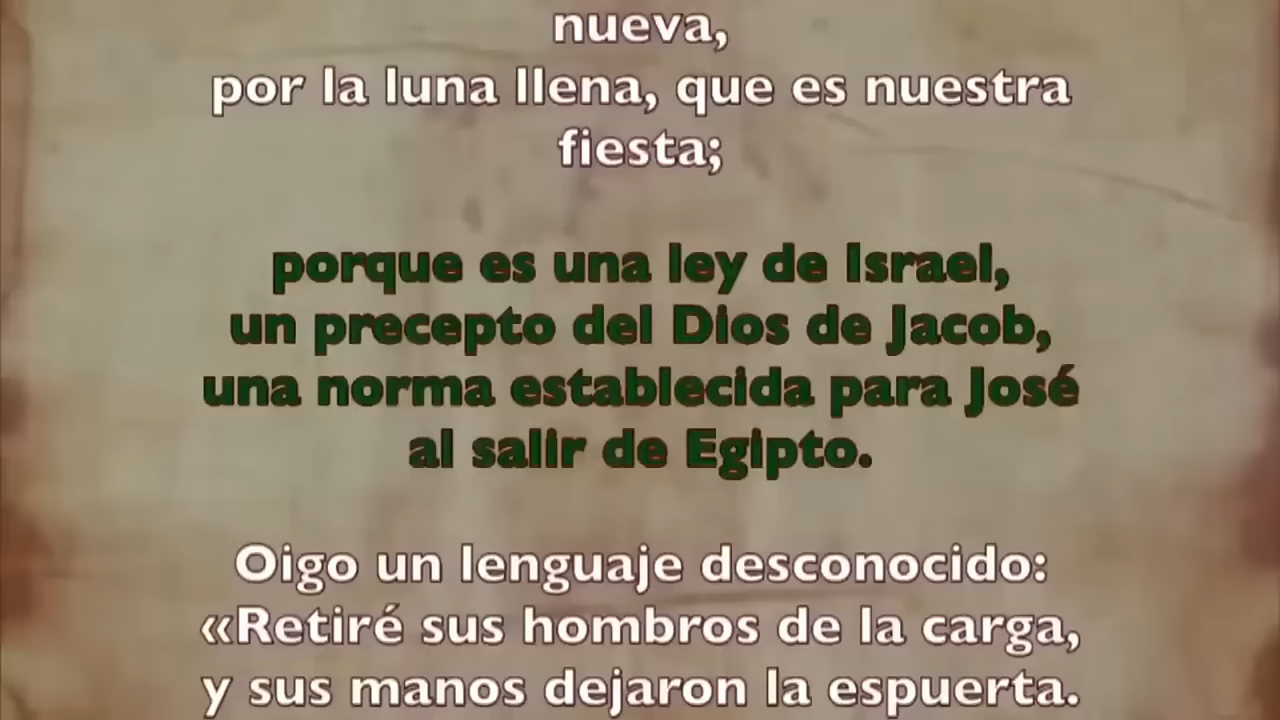 nueva,
por la luna llena, que es nuestra
fiesta;
porque es una ley de Israel,
un precepto del Dios de Jacob,
una norma establecida para José
al salir de Egipto.
Oigo un lenguaje desconocido:
«Retiré sus hombros de la carga,
y sus manos dejaron la espuerta.